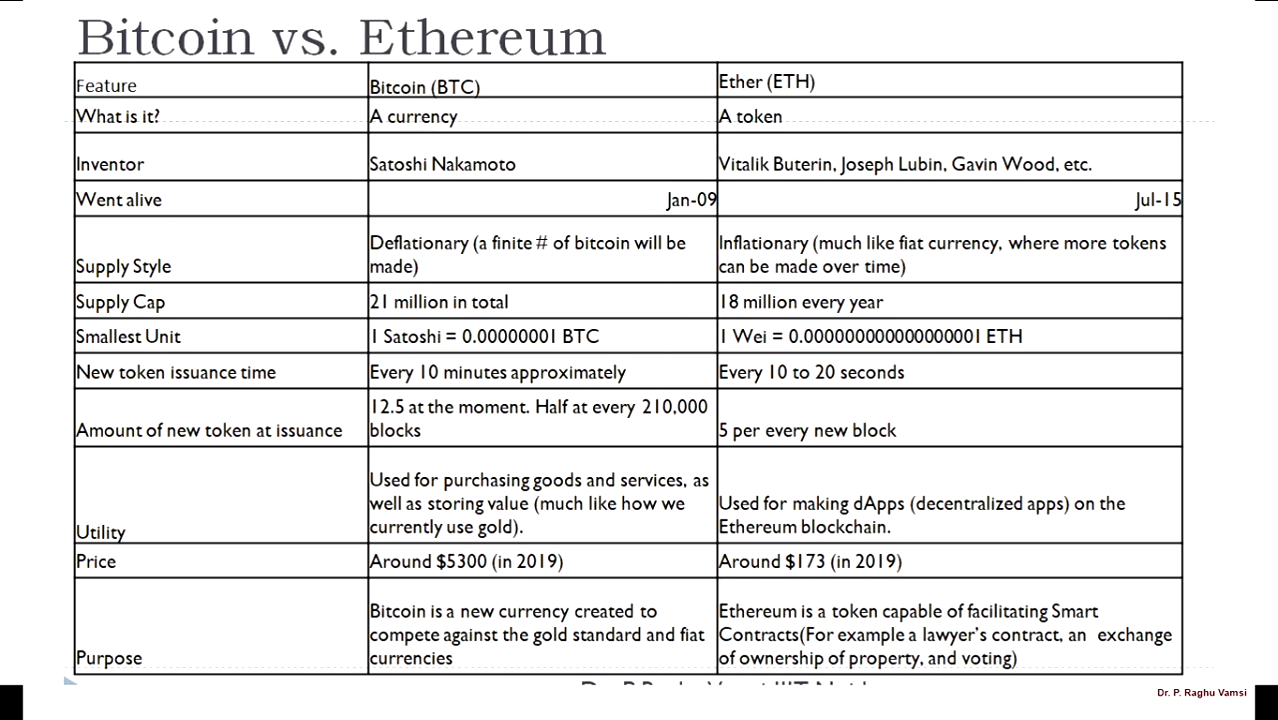 Bitcoin vs. Ethereum
Feature Bitcoin (BTC) Ether (ETH)
What is it? A currency A token
Inventor Satoshi Nakamoto Vitalik Buterin, Joseph Lubin, Gavin Wood, etc.
Went alive Jan-09 Jul-15
Supply Style Deflationary (a finite # of bitcoin will be
made) Inflationary (much like fiat currency, where more tokens
can be made over time)
Supply Cap 21 million in total 18 million every year
Smallest Unit 1 Satoshi = 0.00000001 BTC 1 Wei = 0.000000000000000001 ETH
New token issuance time Every 10 minutes approximately Every 10 to 20 seconds
Amount of new token at issuance 12.5 at the moment. Half at every 210,000
blocks 5 per every new block
Utility Used for purchasing goods and services, as
well as storing value (much like how we
currently use gold). Used for making dApps (decentralized apps) on the
Ethereum blockchain.
Price Around $5300 (in 2019) Around $173 (in 2019)
Purpose Bitcoin is a new currency created to
compete against the gold standard and fiat
currencies Ethereum is a token capable of facilitating Smart
Contracts(For example a lawyer's contract, an exchange
of ownership of property, and voting)
Dr. P. Raghu Vamsi